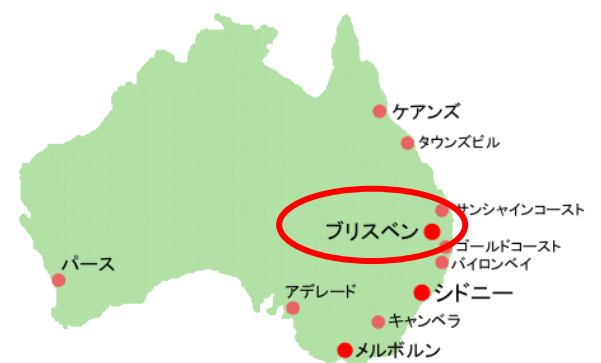 ケアンズ
タウンズビル
サンシャインコースト
ブリスベン
ゴールドコースト
バイロンベイ
パース
アデレード
シドニー
キャンベラ
メルボルン